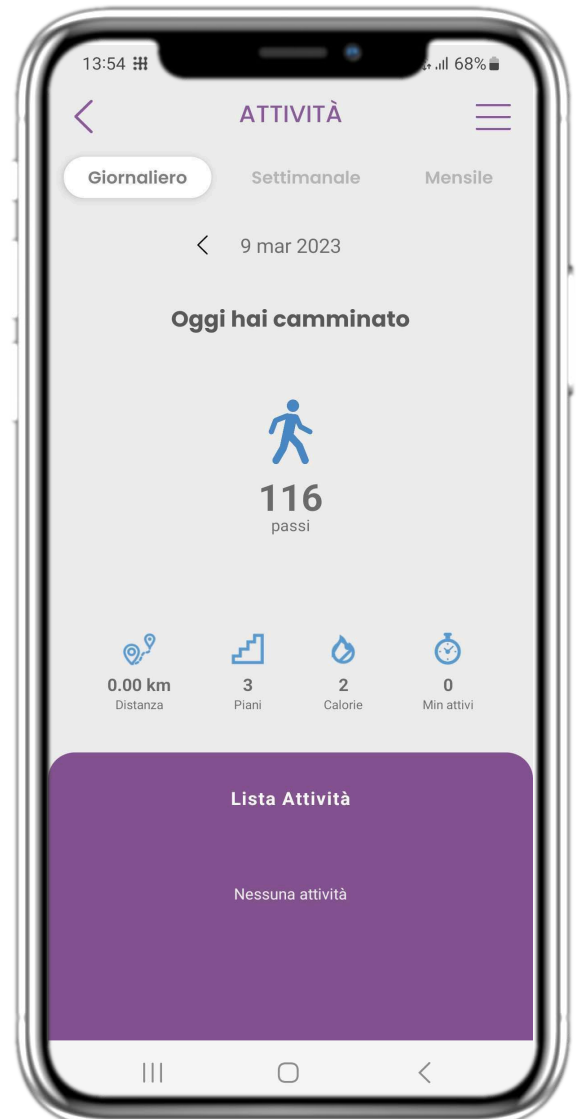 13:54 68%
ATTIVITÀ
Giornaliero Settimanale Mensile
9 mar 2023
Oggi hai camminato
116
passi
0.00 km 3 2 0
Distanza Piani Calorie Min attivi
Lista Attività
Nessuna attività